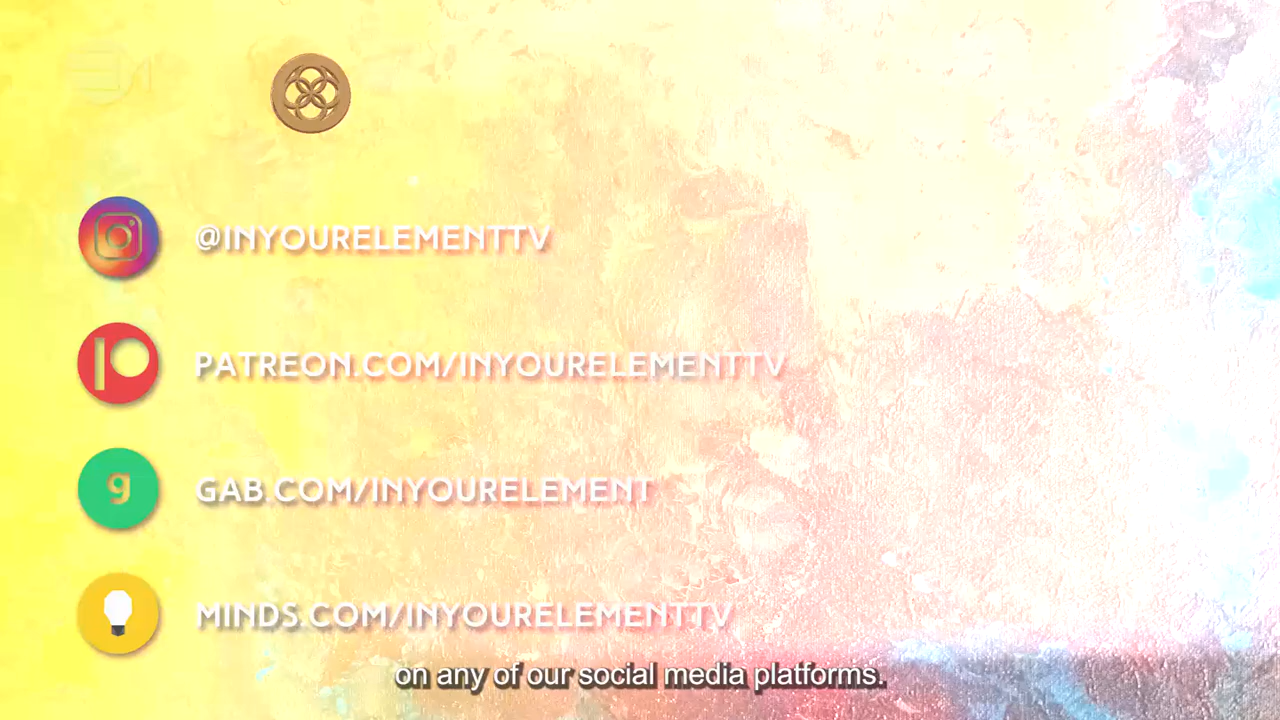 @INYOURELEMENTTV
PATREON.COM/INYOURELEMENTTV
g
GAB.COM/INYOURELEMENT
MINDS.COM/INYOURELEMENTTV
on any of our social media platforms.